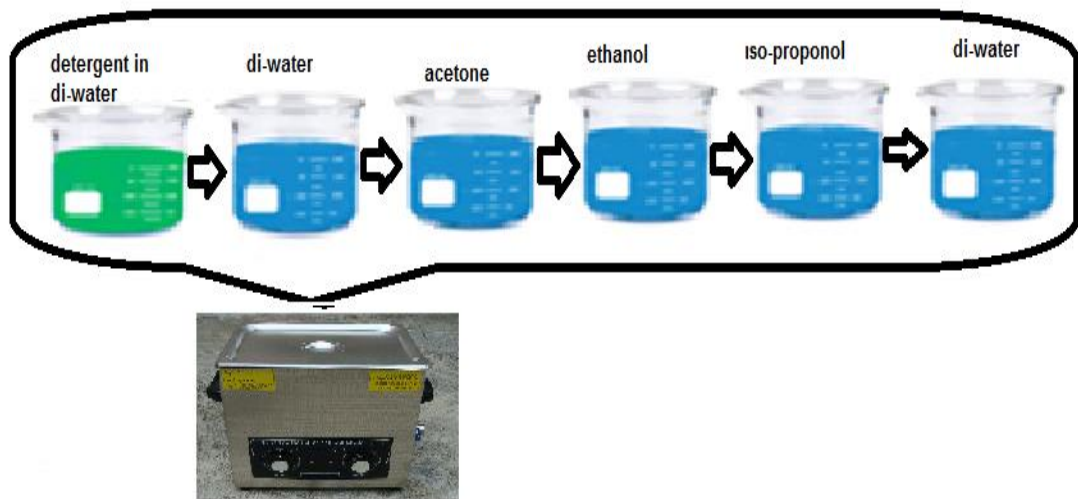 detergent in
di-water
di-water
acetone
ethanol
ıso-proponol
di-water